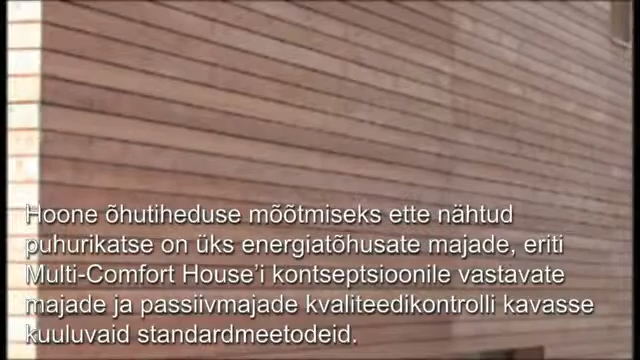 Hoone õhutiheduse mõõtmiseks ette nähtud
puhurikatse on üks energiatõhusate majade, eriti
Multi-Comfort House’i kontseptsioonile vastavate
majade ja passiivmajade kvaliteedikontrolli kavasse
kuuluvaid standardmeetodeid.